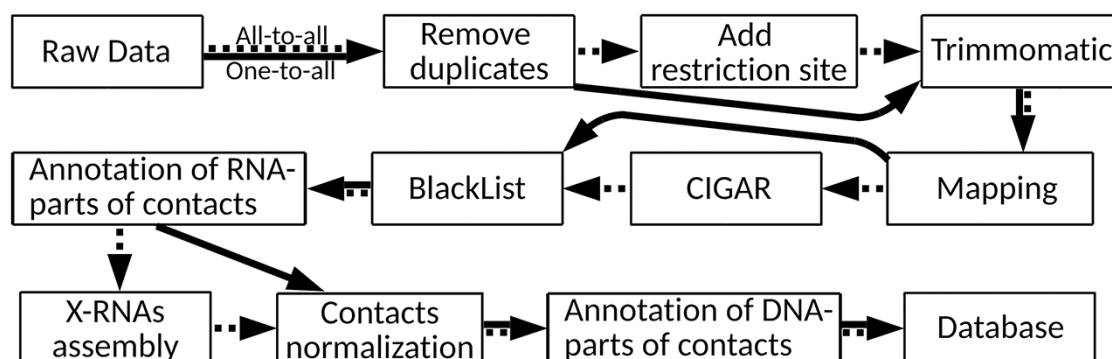 Raw Data
All-to-all
One-to-all
Remove
duplicates
Add
restriction site
Trimmomatic
Annotation of RNA-
parts of contacts
BlackList
CIGAR
Mapping
X-RNAs
assembly
Contacts
normalization
Annotation of DNA-
parts of contacts
Database